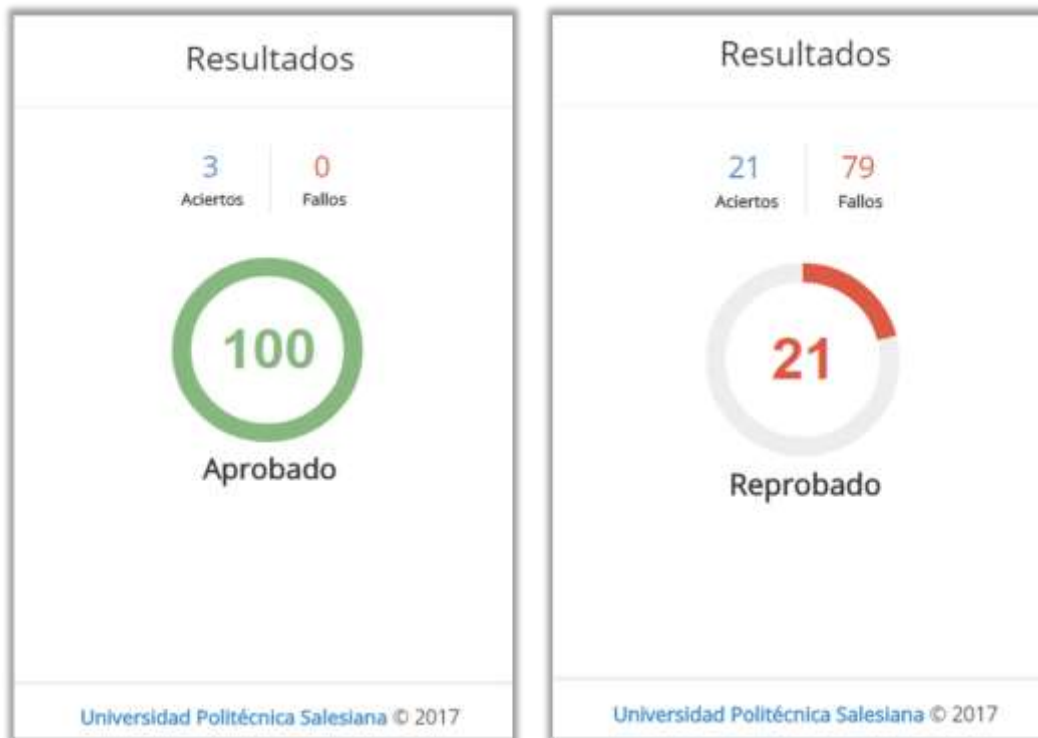 Resultados
3
0
Aciertos
Fallos
100
Aprobado
Universidad Politécnica Salesiana © 2017
Resultados
21
79
Aciertos
Fallos
21
Reprobado
Universidad Politécnica Salesiana © 2017